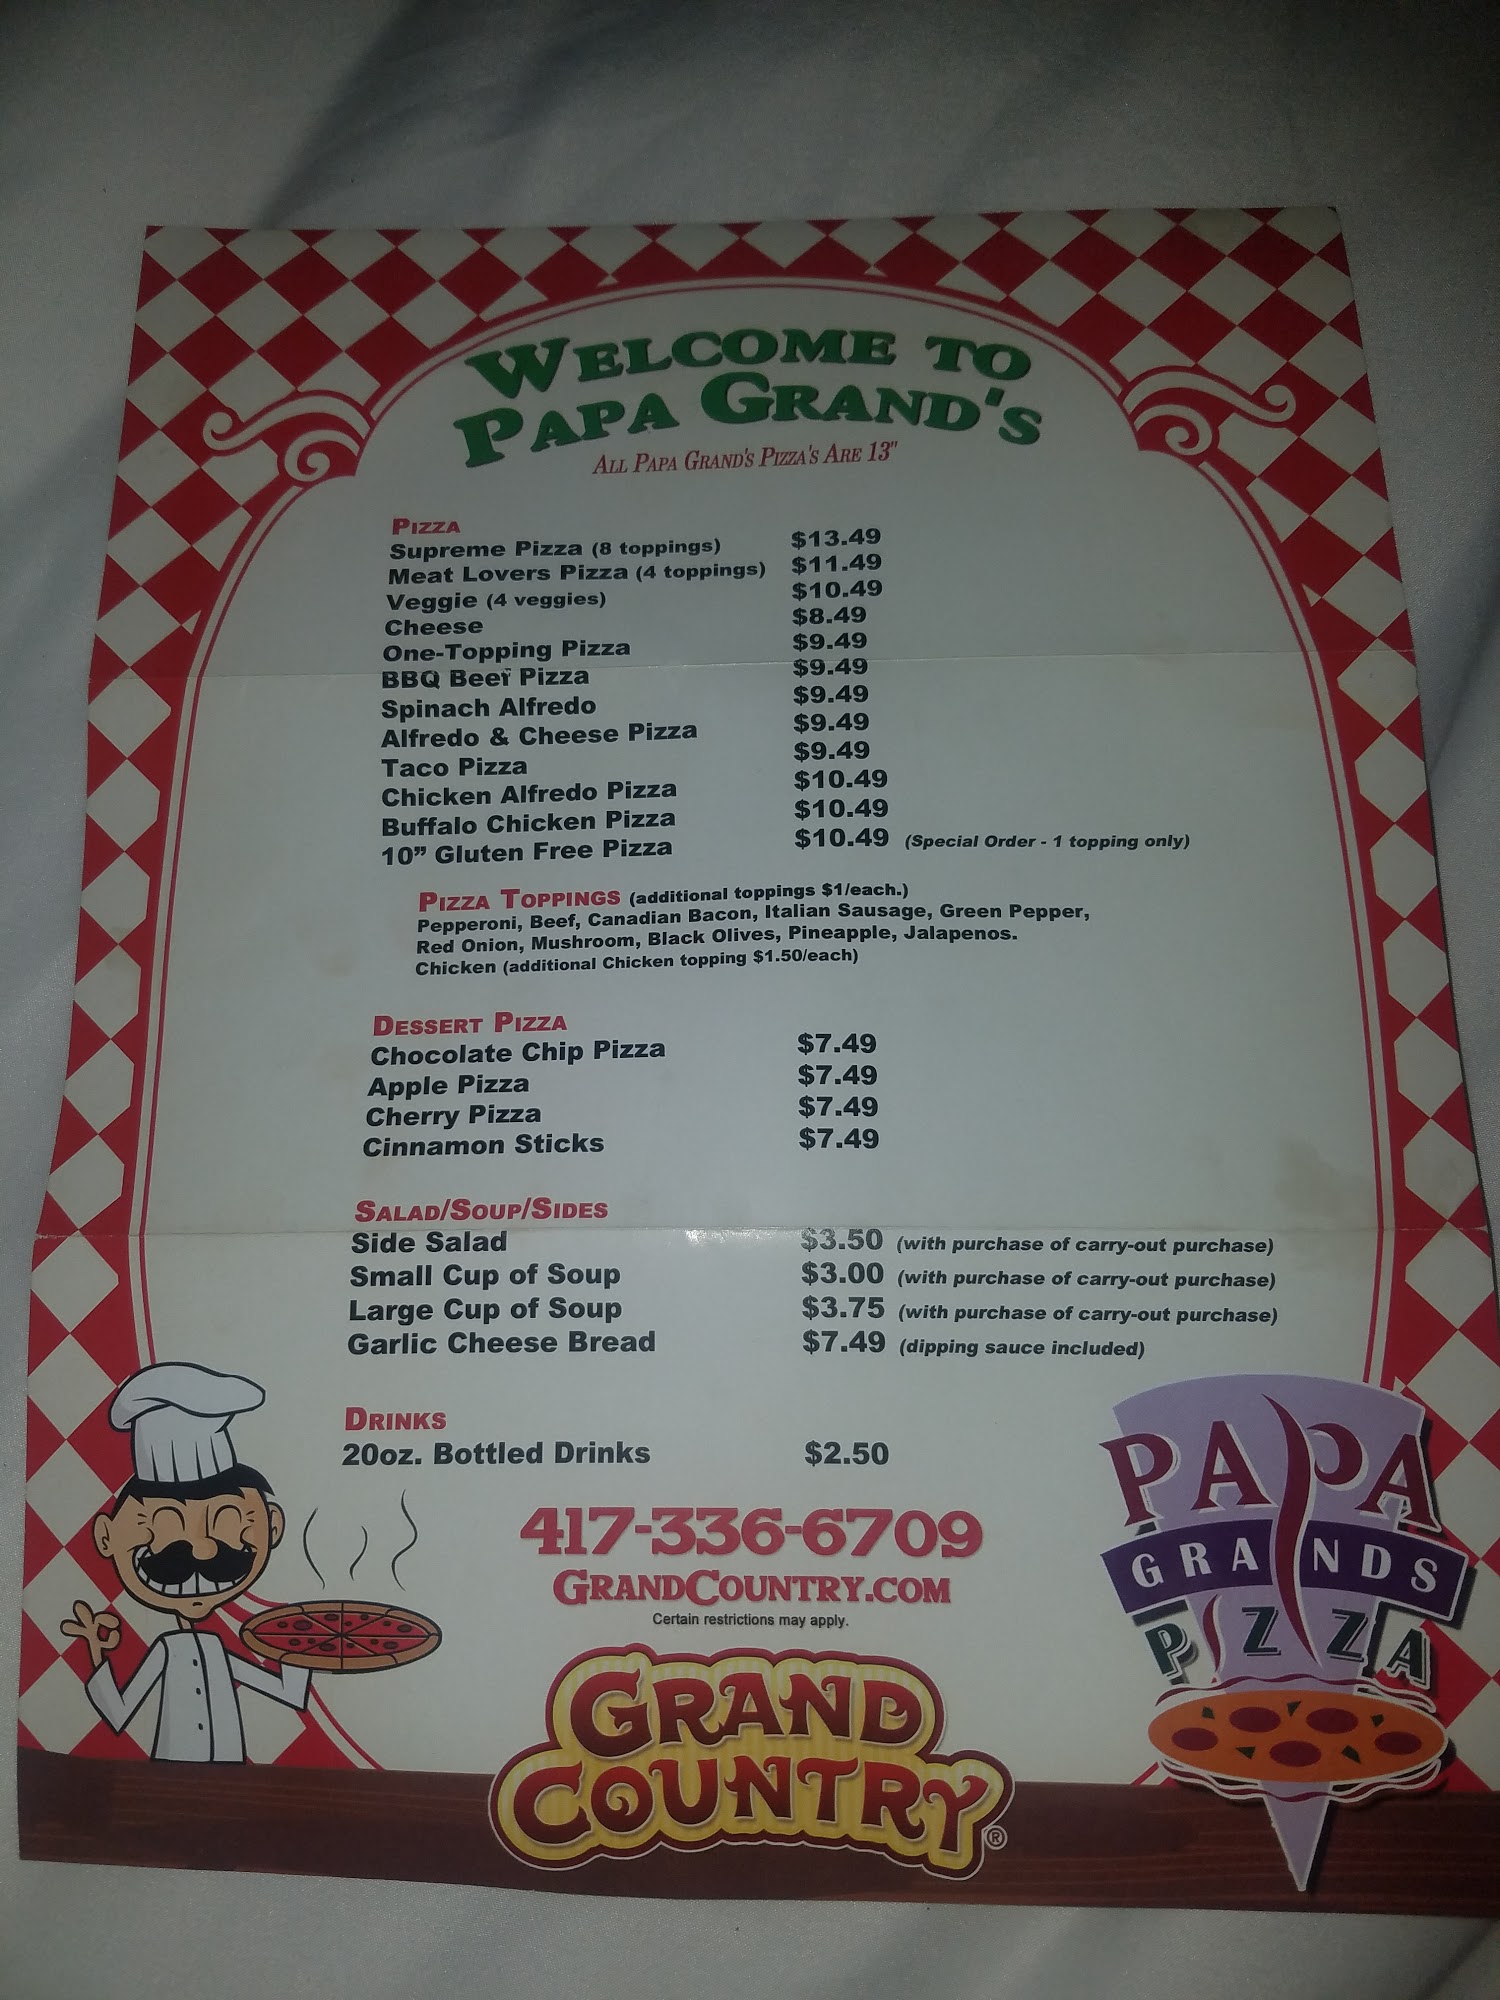 Welcome to
Papa Grand's
All Papa Grand's Pizza's Are 13"
Pizza
Supreme Pizza (8 toppings) $13.49
Meat Lovers Pizza (4 toppings) $11.49
Veggie (4 veggies) $10.49
Cheese $8.49
One-Topping Pizza $9.49
BBQ Beef Pizza $9.49
Spinach Alfredo $9.49
Alfredo & Cheese Pizza $9.49
Taco Pizza $9.49
Chicken Alfredo Pizza $10.49
Buffalo Chicken Pizza $10.49
10” Gluten Free Pizza $10.49 (Special Order - 1 topping only)
Pizza Toppings (additional toppings $1/each.)
Pepperoni, Beef, Canadian Bacon, Italian Sausage, Green Pepper,
Red Onion, Mushroom, Black Olives, Pineapple, Jalapenos.
Chicken (additional Chicken topping $1.50/each)
Dessert Pizza
Chocolate Chip Pizza $7.49
Apple Pizza $7.49
Cherry Pizza $7.49
Cinnamon Sticks $7.49
Salad/Soup/Sides
Side Salad $3.50 (with purchase of carry-out purchase)
Small Cup of Soup $3.00 (with purchase of carry-out purchase)
Large Cup of Soup $3.75 (with purchase of carry-out purchase)
Garlic Cheese Bread $7.49 (dipping sauce included)
Drinks
20oz. Bottled Drinks $2.50
417-336-6709
GrandCountry.com
Certain restrictions may apply.
Grand
Country®
PAPA
GRANDS
PIZZA